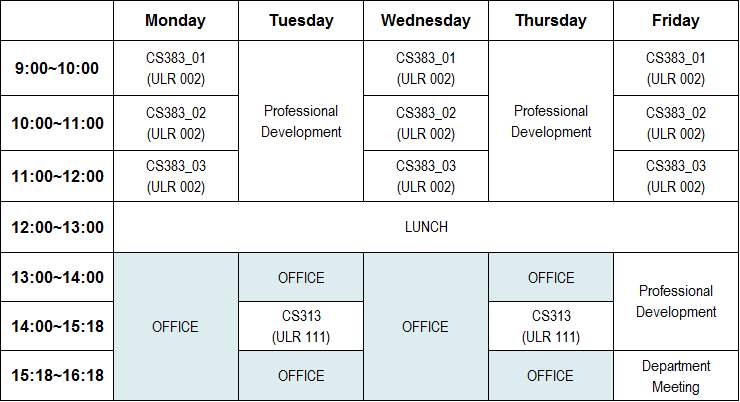 Monday Tuesday Wednesday Thursday Friday
9:00~10:00
CS383_01
(ULR 002)
Professional
Development
CS383_01
(ULR 002)
Professional
Development
CS383_01
(ULR 002)
10:00~11:00
CS383_02
(ULR 002)
CS383_02
(ULR 002)
CS383_02
(ULR 002)
11:00~12:00
CS383_03
(ULR 002)
CS383_03
(ULR 002)
CS383_03
(ULR 002)
12:00~13:00
LUNCH
13:00~14:00
OFFICE
OFFICE
OFFICE
OFFICE
Professional
Development
14:00~15:18
CS313
(ULR 111)
CS313
(ULR 111)
15:18~16:18
OFFICE
OFFICE
Department
Meeting